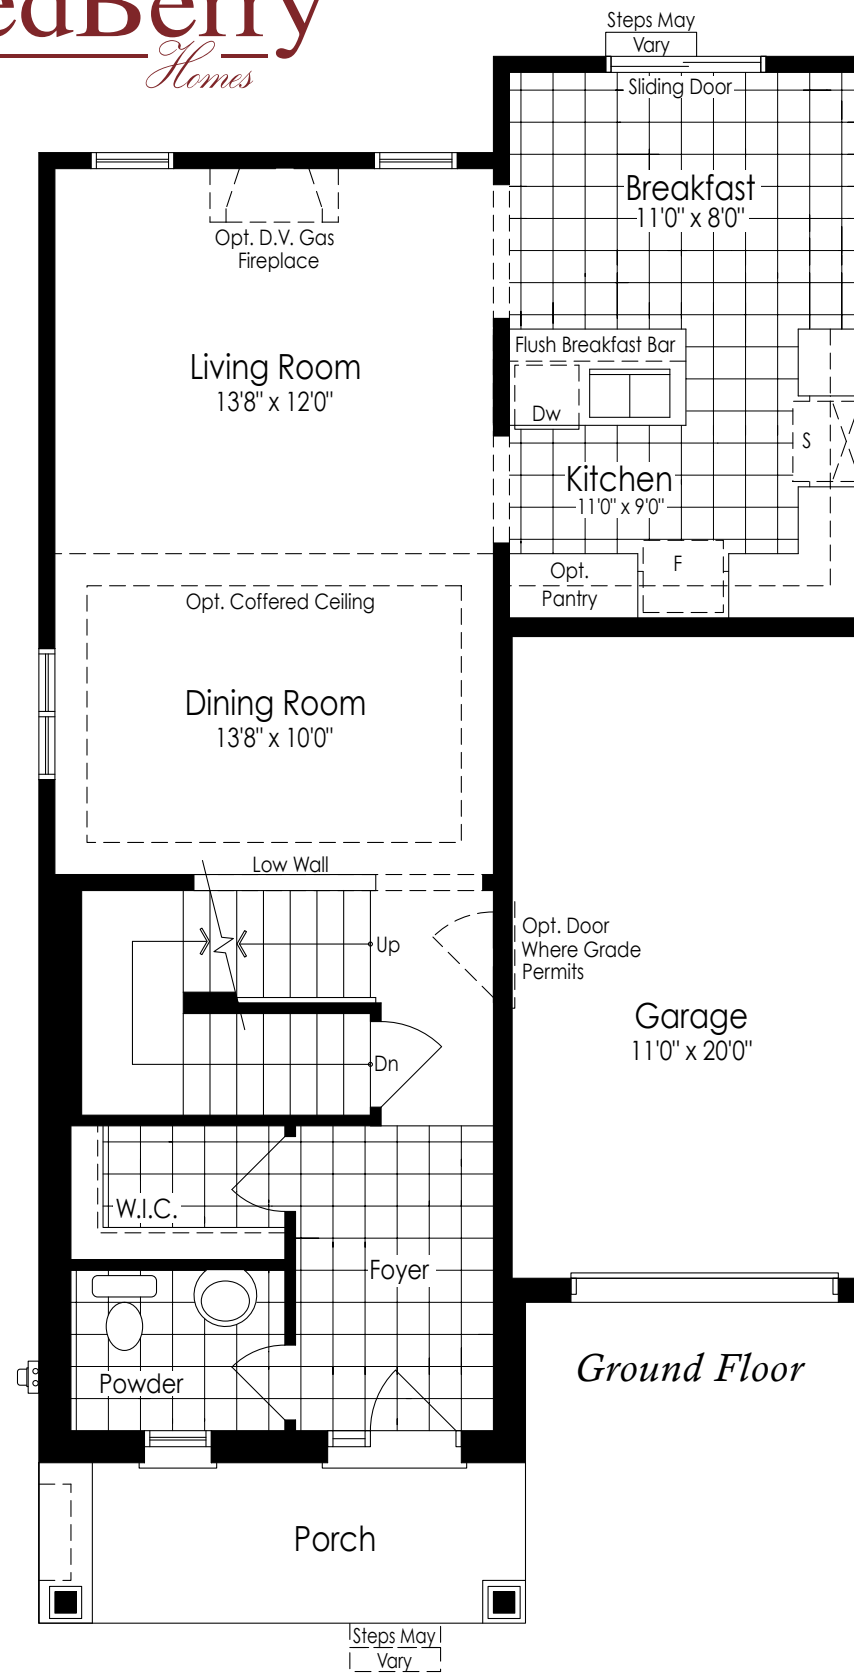 Homes
Steps May
Vary
Sliding Door
Breakfast
11'0" x 8'0"
Opt. D.V. Gas
Fireplace
Flush Breakfast Bar
Living Room
13'8" x 12'0"
Dw
S
Kitchen
11'0" x 9'0"
F
Opt.
Pantry
Opt. Coffered Ceiling
Dining Room
13'8" x 10'0"
Low Wall
Up
Opt. Door
Where Grade
Permits
Garage
11'0" x 20'0"
Dn
W.I.C.
Foyer
Powder
Ground Floor
Porch
Steps May
Vary